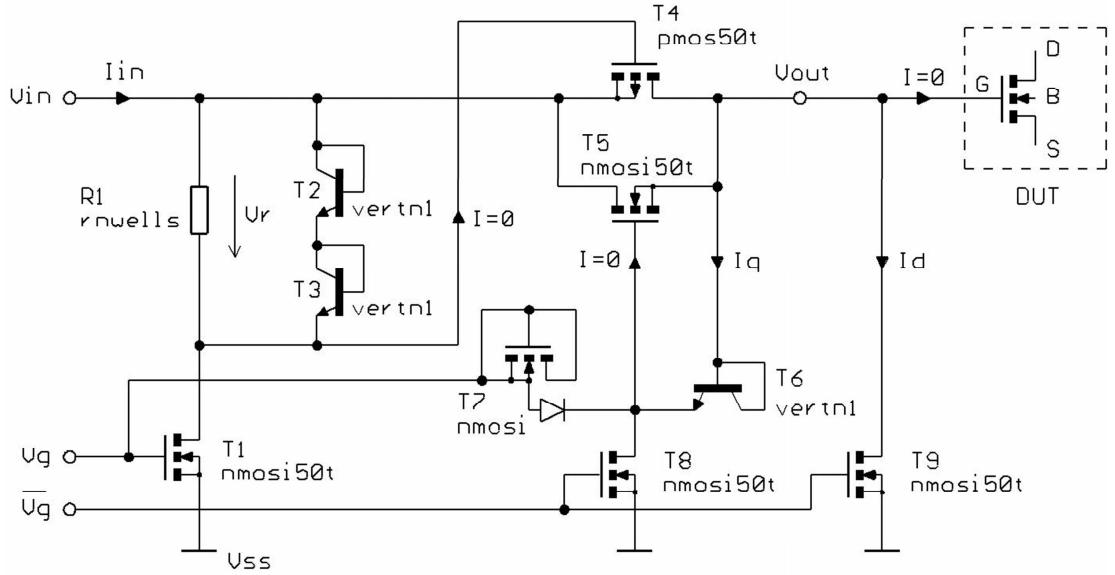 T4
pmos50t
Iin
Vin
Vout
I=0
G
D
B
S
DUT
T5
nmosi50t
R1
rnwells
Vr
T2
vertn1
I=0
I=0
Iq
Id
T3
vertn1
T7
nmosi
T6
vertn1
Vg
T1
nmosi50t
T8
nmosi50t
T9
nmosi50t
V̅g̅
Vss